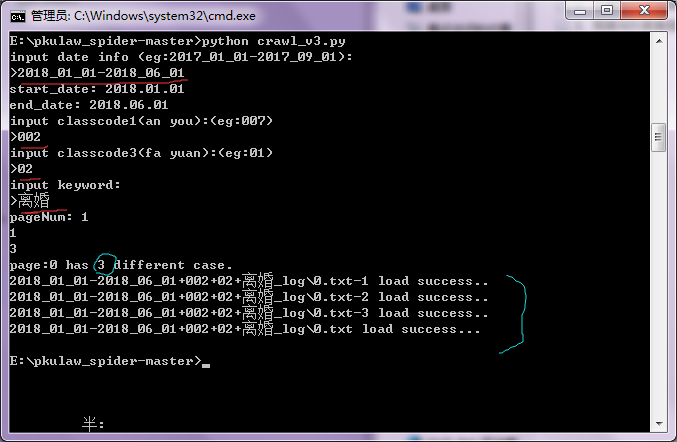 管理员: C:\Windows\system32\cmd.exe
E:\pkulaw_spider-master>python crawl_v3.py
input date info (eg:2017_01_01-2017_09_01):
>2018_01_01-2018_06_01
start_date: 2018.01.01
end_date: 2018.06.01
input classcode1(an you):(eg:007)
>002
input classcode3(fa yuan):(eg:01)
>02
input keyword:
>离婚
pageNum: 1
1
3
page:0 has 3 different case.
2018_01_01-2018_06_01+002+02+离婚_log\0.txt-1 load success..
2018_01_01-2018_06_01+002+02+离婚_log\0.txt-2 load success..
2018_01_01-2018_06_01+002+02+离婚_log\0.txt-3 load success..
2018_01_01-2018_06_01+002+02+离婚_log\0.txt load success...
E:\pkulaw_spider-master>_
半: